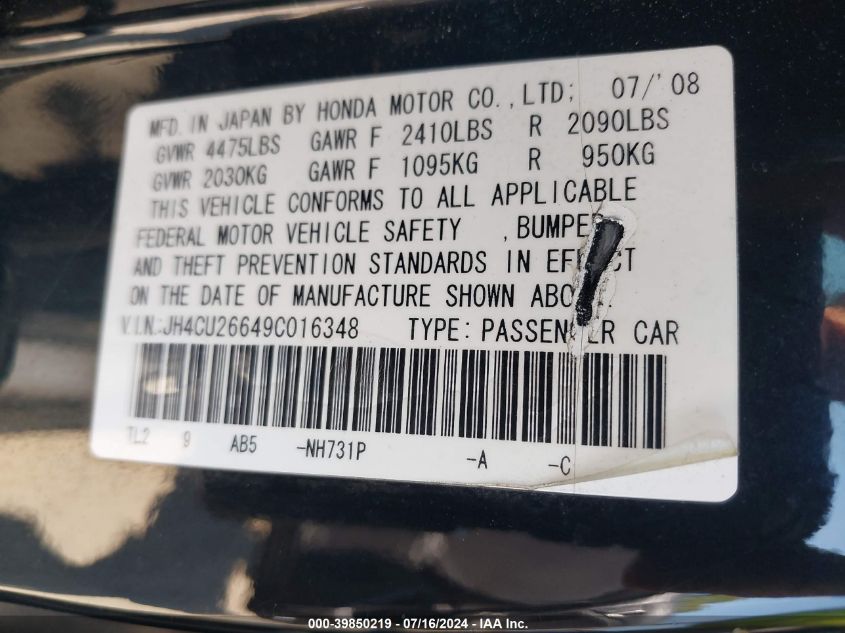 MFD. IN JAPAN BY HONDA MOTOR CO.,LTD; 07/'08
GVWR 4475LBS GAWR F 2410LBS R 2090LBS
GVWR 2030KG GAWR F 1095KG R 950KG
THIS VEHICLE CONFORMS TO ALL APPLICABLE
FEDERAL MOTOR VEHICLE SAFETY ,BUMPE
AND THEFT PREVENTION STANDARDS IN EFFECT
ON THE DATE OF MANUFACTURE SHOWN ABO
V.I.N.:JH4CU26649C016348 TYPE:PASSENGER CAR
TL2 9 AB5 -NH731P -A -C
000-39850219 - 07/16/2024 - IAA Inc.